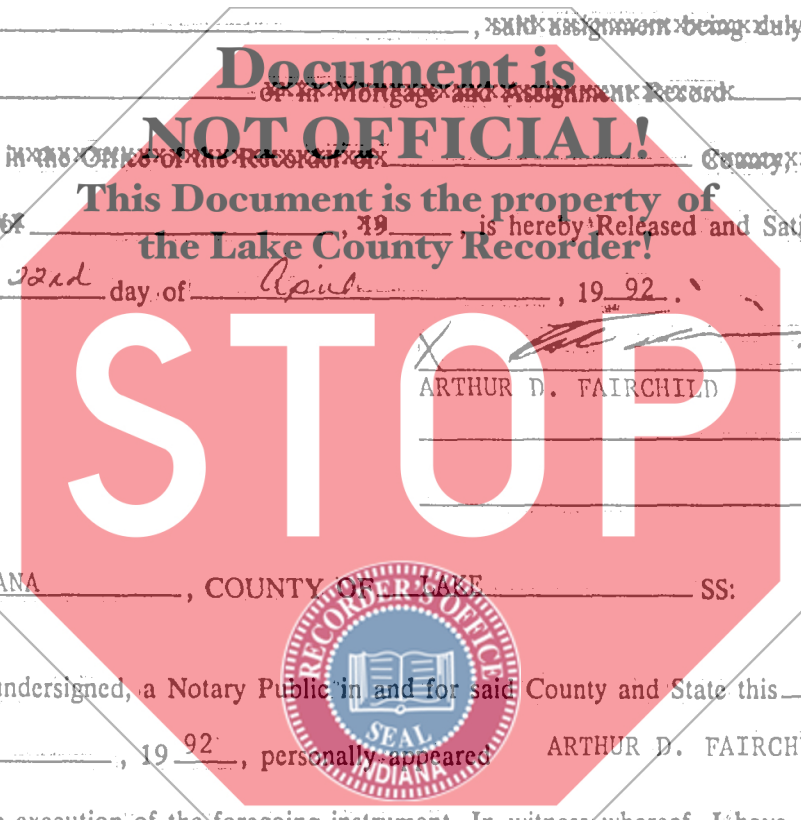 , said assignment being duly
Document is
or in Mortgage and Assignment Record
NOT OFFICIAL!
in the Office of the Recorder of County,
This Document is the property of
, 19 , is hereby Released and Sati
the Lake County Recorder!
22nd day of April , 19 92 .
STOP
X
ARTHUR D. FAIRCHILD
ANA , COUNTY OF LAKE SS:
RECORDER'S OFFICE
undersigned, a Notary Public in and for said County and State this
SEAL
, 19 92 , personally appeared ARTHUR D. FAIRCH
INDIANA
execution of the foregoing instrument. In witness whereof, I have